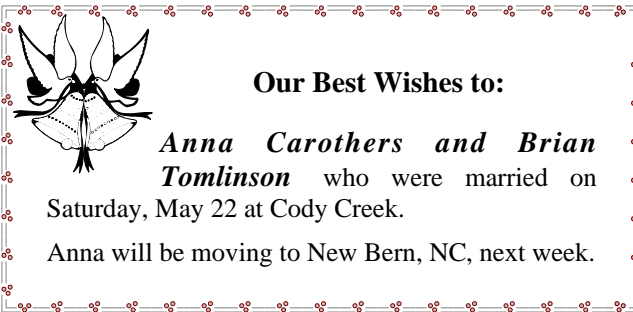 Our Best Wishes to:
Anna Carothers and Brian
Tomlinson who were married on
Saturday, May 22 at Cody Creek.
Anna will be moving to New Bern, NC, next week.